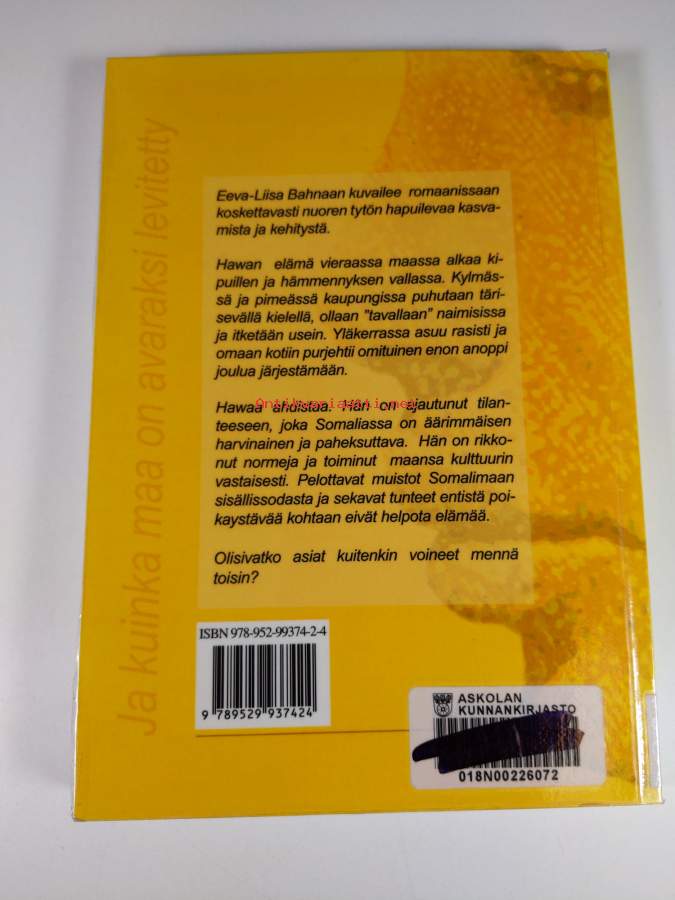 Ja kuinka maa on avaraksi levitetty
Eeva-Liisa Bahnaan kuvailee romaanissaan
koskettavasti nuoren tytön hapuilevaa kasva-
mista ja kehitystä.
Hawan elämä vieraassa maassa alkaa ki-
puillen ja hämmennyksen vallassa. Kylmäs-
sä ja pimeässä kaupungissa puhutaan täri-
sevällä kielellä, ollaan "tavallaan" naimisissa
ja itketään usein. Yläkerrassa asuu rasisti ja
omaan kotiin purjehtii omituinen enon anoppi
joulua järjestämään.
Antikvariaatti.net
Hawaa ahdistaa. Hän on ajautunut tilan-
teeseen, joka Somaliassa on äärimmäisen
harvinainen ja paheksuttava. Hän on rikko-
nut normeja ja toiminut maansa kulttuurin
vastaisesti. Pelottavat muistot Somalimaan
sisällissodasta ja sekavat tunteet entistä poi-
kaystävää kohtaan eivät helpota elämää.
Olisivatko asiat kuitenkin voineet mennä
toisin?
ISBN 978-952-99374-2-4
9 789529 937424
ASKOLAN
KUNNANKIRJASTO
018N00226072